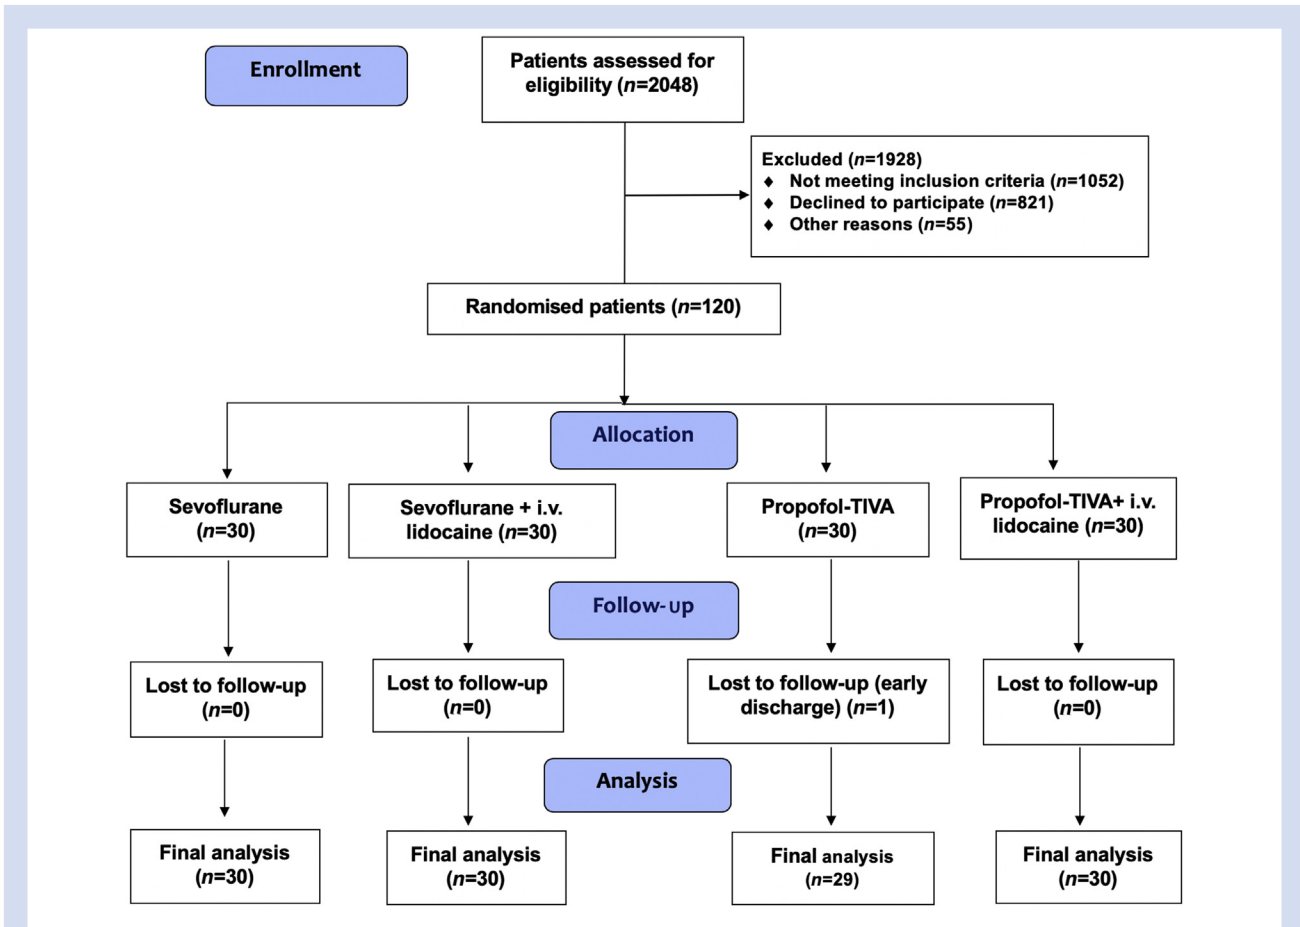 Enrollment
Patients assessed for
eligibility (n=2048)
Excluded (n=1928)
♦ Not meeting inclusion criteria (n=1052)
♦ Declined to participate (n=821)
♦ Other reasons (n=55)
Randomised patients (n=120)
Allocation
Sevoflurane
(n=30)
Sevoflurane + i.v.
lidocaine (n=30)
Propofol-TIVA
(n=30)
Propofol-TIVA+ i.v.
lidocaine (n=30)
Follow-up
Lost to follow-up
(n=0)
Lost to follow-up
(n=0)
Lost to follow-up (early
discharge) (n=1)
Lost to follow-up
(n=0)
Analysis
Final analysis
(n=30)
Final analysis
(n=30)
Final analysis
(n=29)
Final analysis
(n=30)